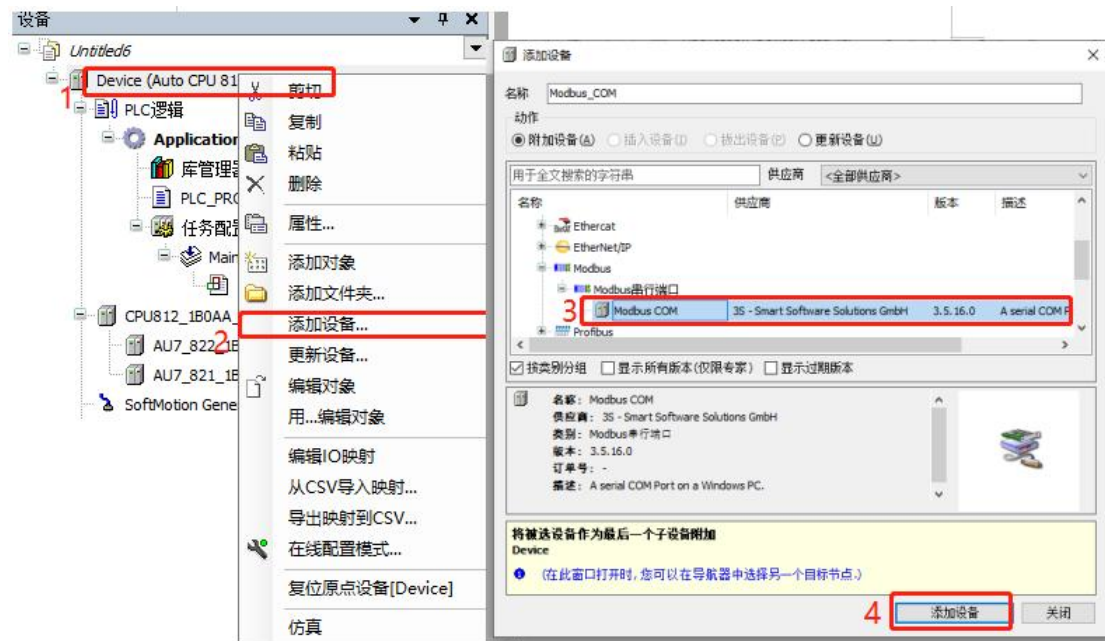 设备
Untitled6
Device (Auto CPU 81
1
PLC逻辑
Application
库管理器
PLC_PRG
任务配置
Main
CPU812_1B0AA_
AU7_822_1B
AU7_821_1B
SoftMotion Gene
剪切
复制
粘贴
删除
属性...
添加对象
添加文件夹...
添加设备...
2
更新设备...
编辑对象
用...编辑对象
编辑IO映射
从CSV导入映射...
导出映射到CSV...
在线配置模式...
复位原点设备[Device]
仿真
添加设备
名称 Modbus_COM
动作
附加设备(A) 插入设备(I) 拔出设备(P) 更新设备(U)
用于全文搜索的字符串 供应商 <全部供应商>
名称 供应商 版本 描述
Ethercat
EtherNet/IP
Modbus
Modbus串行端口
3 Modbus COM 3S - Smart Software Solutions GmbH 3.5.16.0 A serial COM P
Profibus
按类别分组 显示所有版本(仅限专家) 显示过期版本
名称: Modbus COM
供应商: 3S - Smart Software Solutions GmbH
类别: Modbus串行端口
版本: 3.5.16.0
订单号: -
描述: A serial COM Port on a Windows PC.
将被选设备作为最后一个子设备附加
Device
(在此窗口打开时,您可以在导航器中选择另一个目标节点.)
4 添加设备 关闭